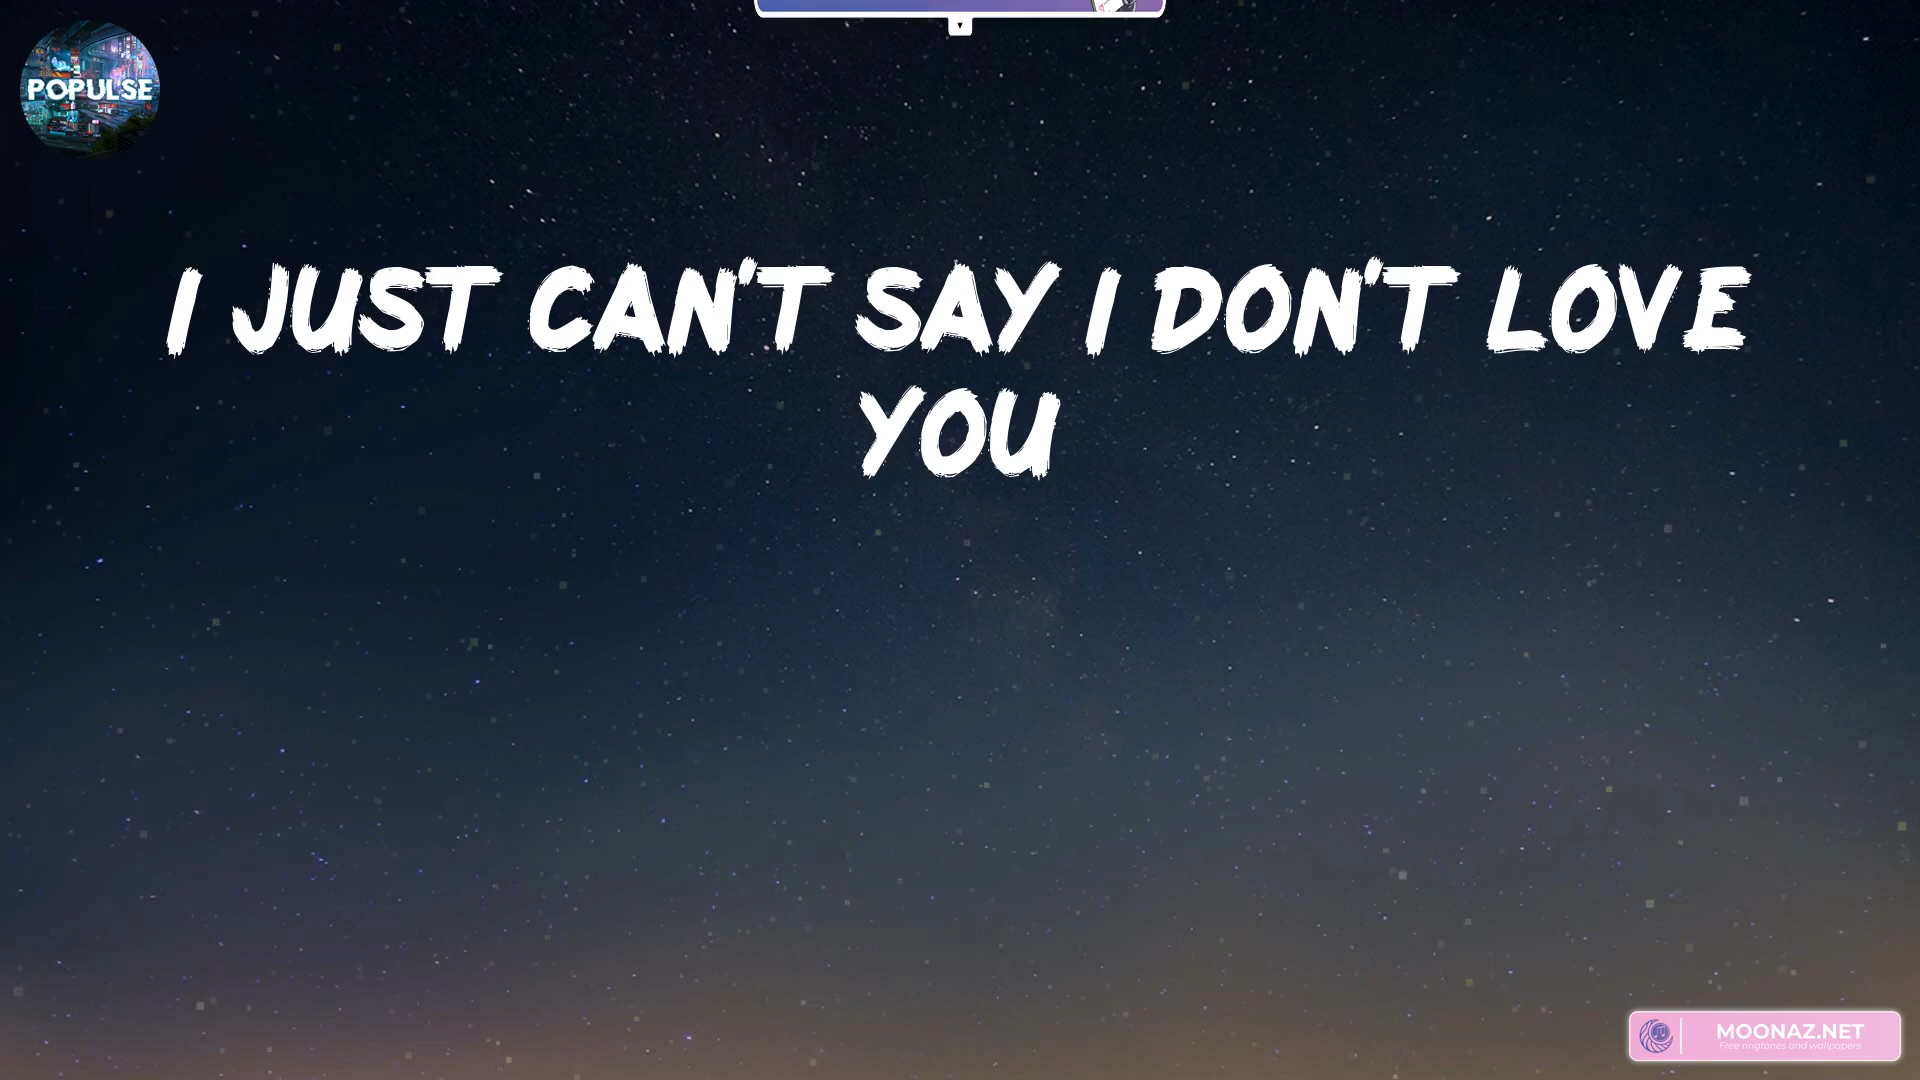 POPULSE
I JUST CAN'T SAY I DON'T LOVE
YOU
MOONAZ.NET
Free ringtones and wallpapers